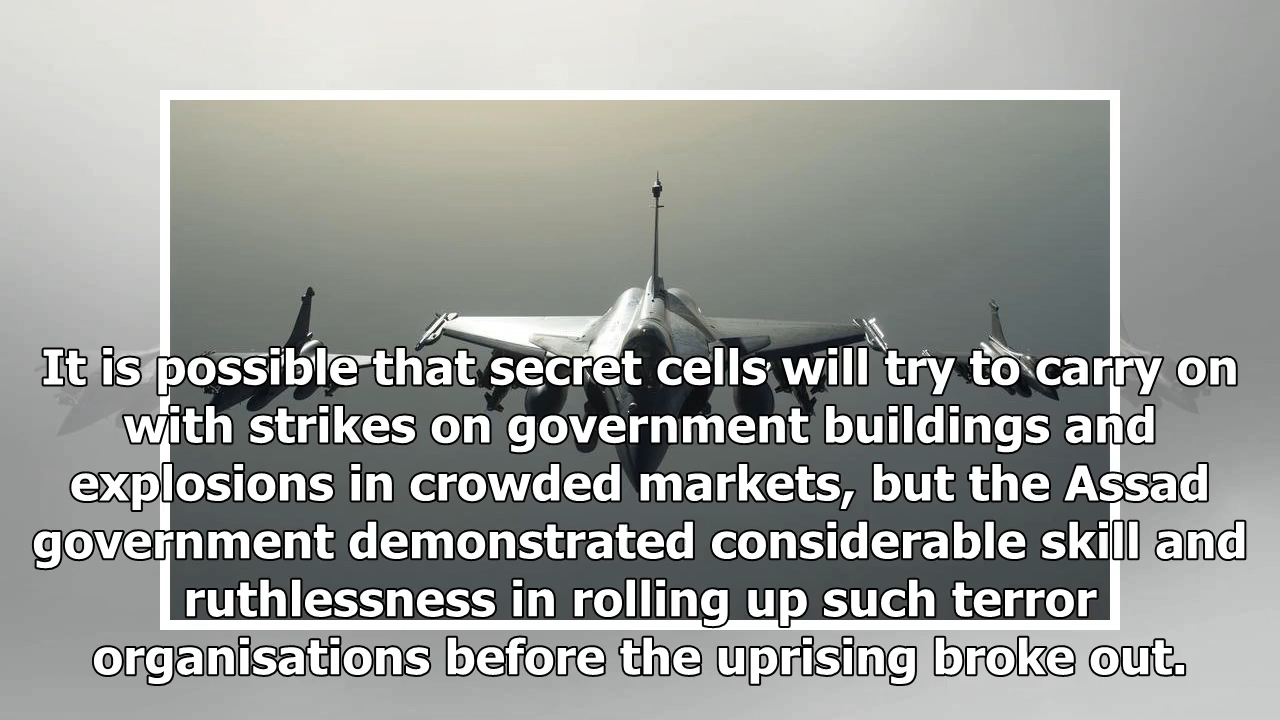 It is possible that secret cells will try to carry on
with strikes on government buildings and
explosions in crowded markets, but the Assad
government demonstrated considerable skill and
ruthlessness in rolling up such terror
organisations before the uprising broke out.